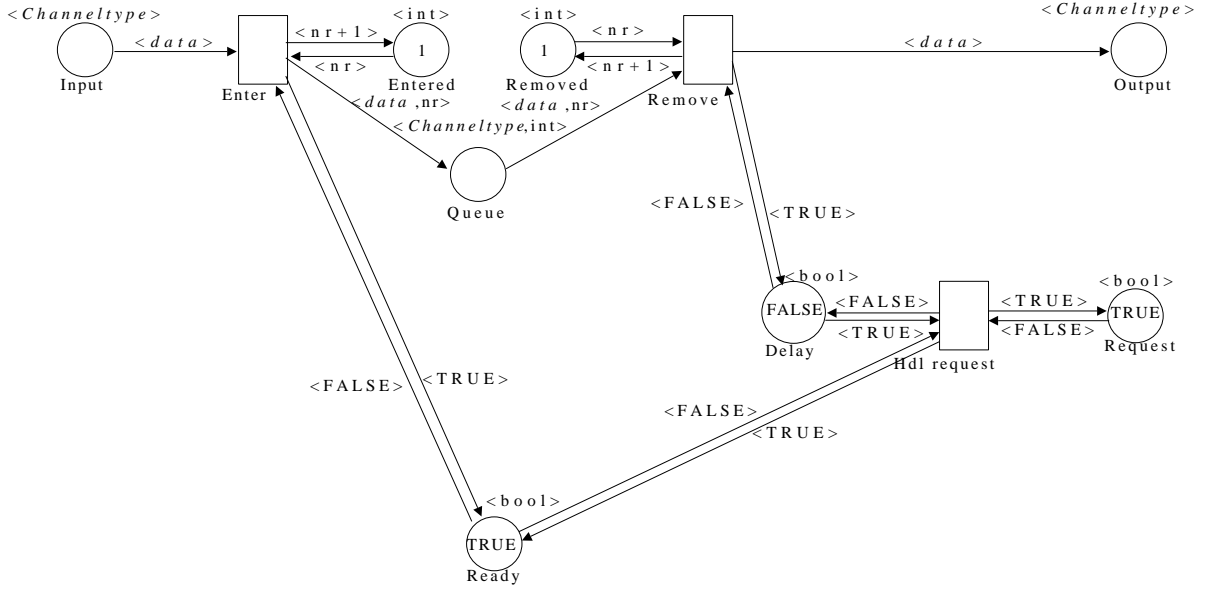 <Channeltype>
<int>
<int>
<Channeltype>
<data>
<nr+1>
1
<nr>
Input
Enter
Entered
1
Removed
<nr>
<nr+1>
Remove
<data>
Output
<data,nr>
<data,nr>
<Channeltype,int>
Queue
<FALSE>
<TRUE>
<bool>
<bool>
FALSE
<FALSE>
<TRUE>
TRUE
<TRUE>
<FALSE>
Delay
Hdl request
Request
<FALSE>
<TRUE>
<FALSE>
<TRUE>
<bool>
TRUE
Ready